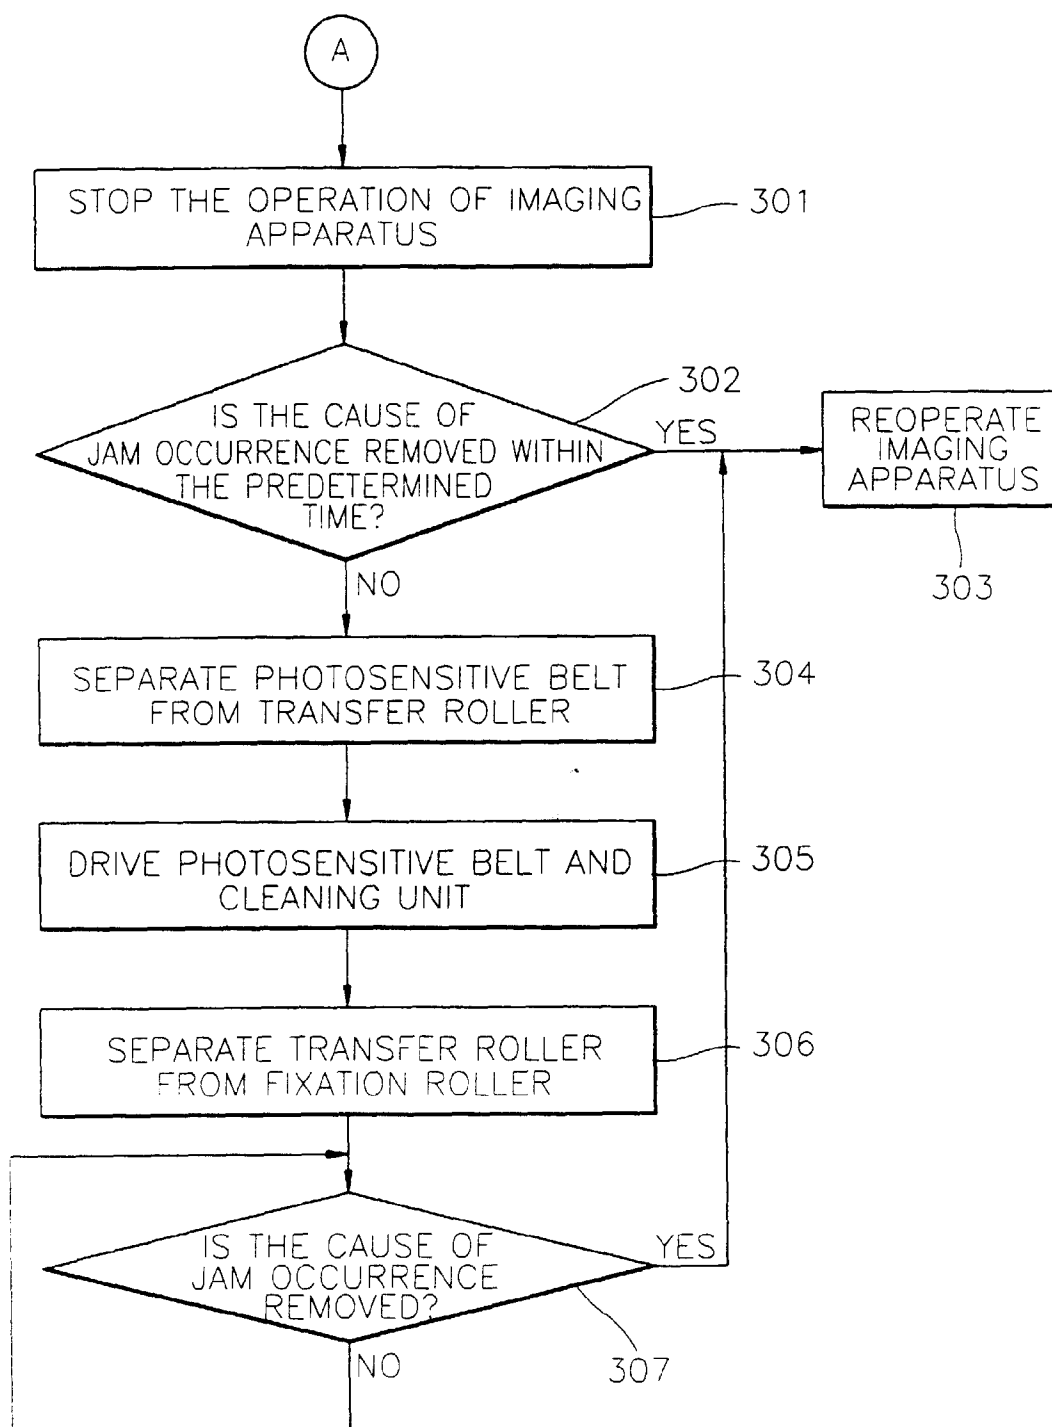 A
STOP THE OPERATION OF IMAGING
APPARATUS
301
IS THE CAUSE OF
JAM OCCURRENCE REMOVED WITHIN
THE PREDETERMINED
TIME?
302
YES
REOPERATE
IMAGING
APPARATUS
303
NO
SEPARATE PHOTOSENSITIVE BELT
FROM TRANSFER ROLLER
304
DRIVE PHOTOSENSITIVE BELT AND
CLEANING UNIT
305
SEPARATE TRANSFER ROLLER
FROM FIXATION ROLLER
306
IS THE CAUSE OF
JAM OCCURRENCE
REMOVED?
YES
307
NO